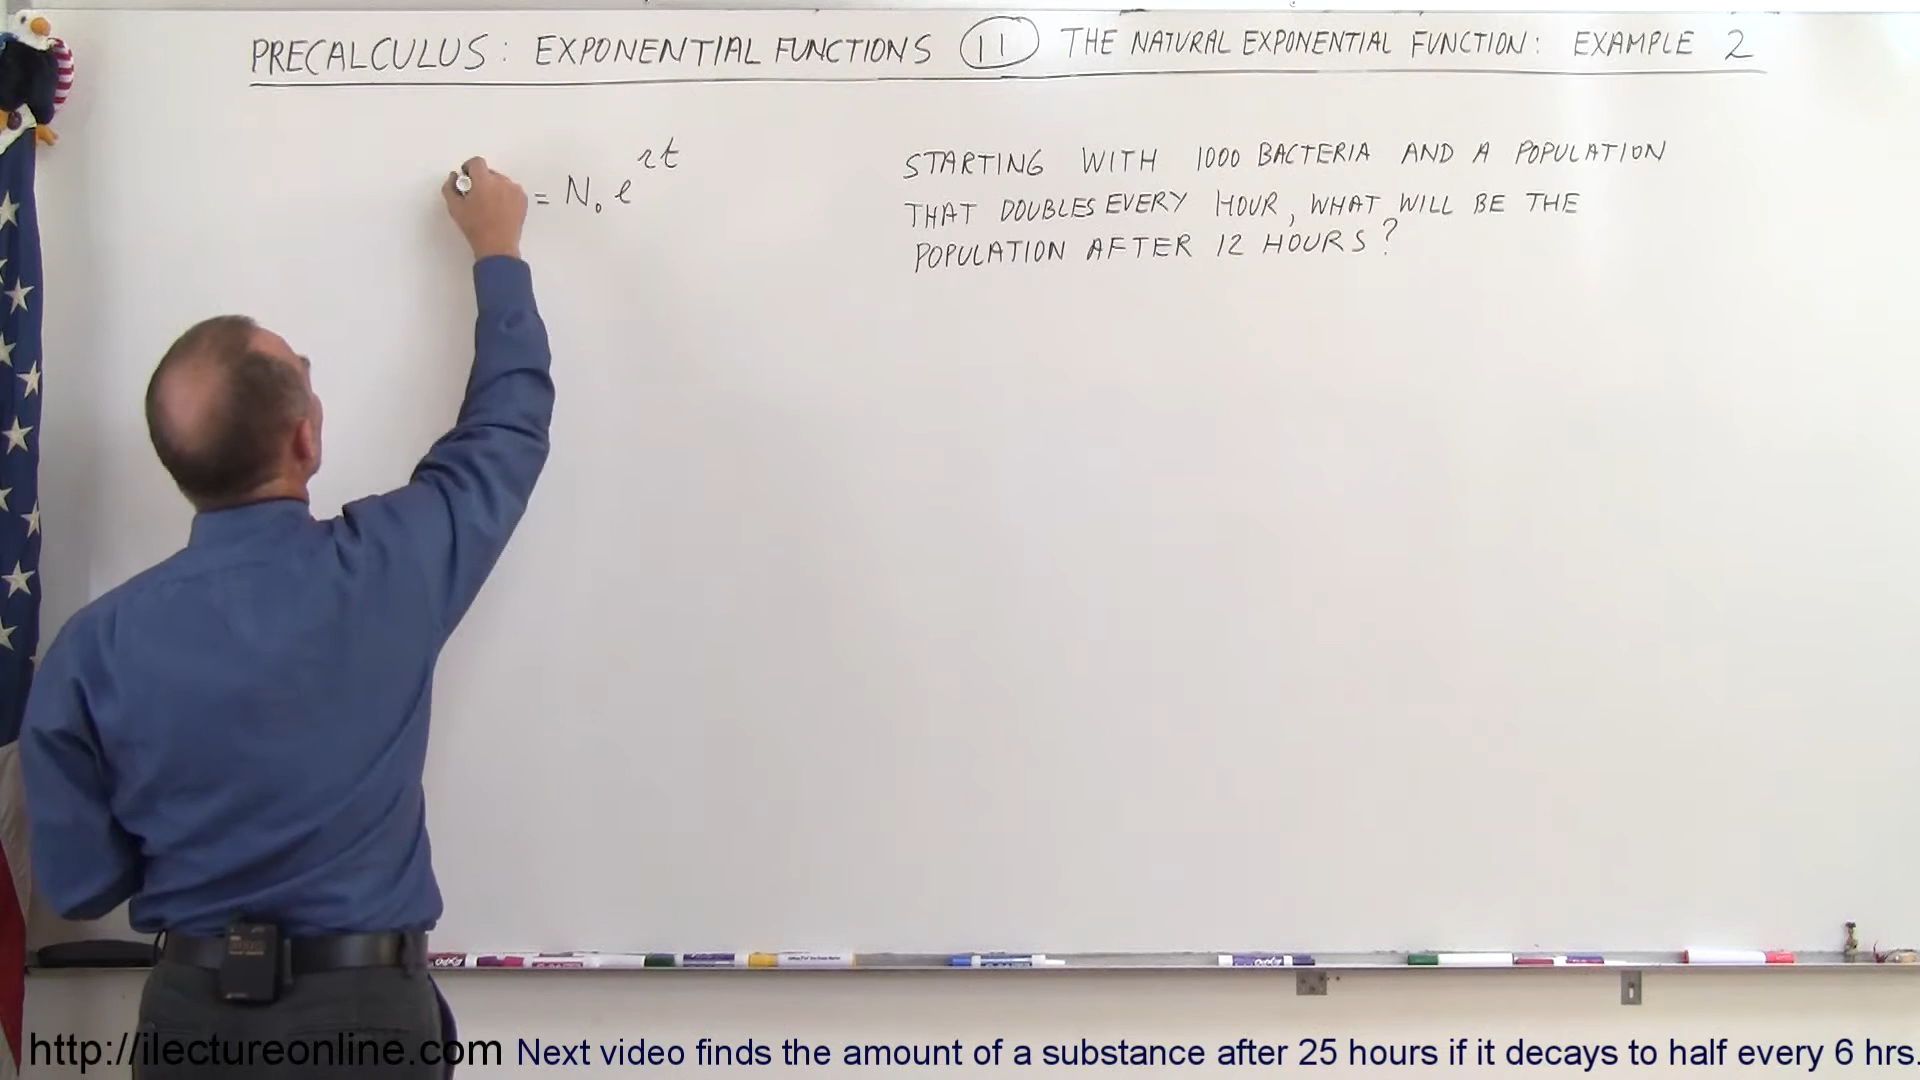 PRECALCULUS: EXPONENTIAL FUNCTIONS 11 THE NATURAL EXPONENTIAL FUNCTION: EXAMPLE 2
= N₀ e^rt
STARTING WITH 1000 BACTERIA AND A POPULATION
THAT DOUBLES EVERY HOUR, WHAT WILL BE THE
POPULATION AFTER 12 HOURS?
http://ilectureonline.com Next video finds the amount of a substance after 25 hours if it decays to half every 6 hrs.